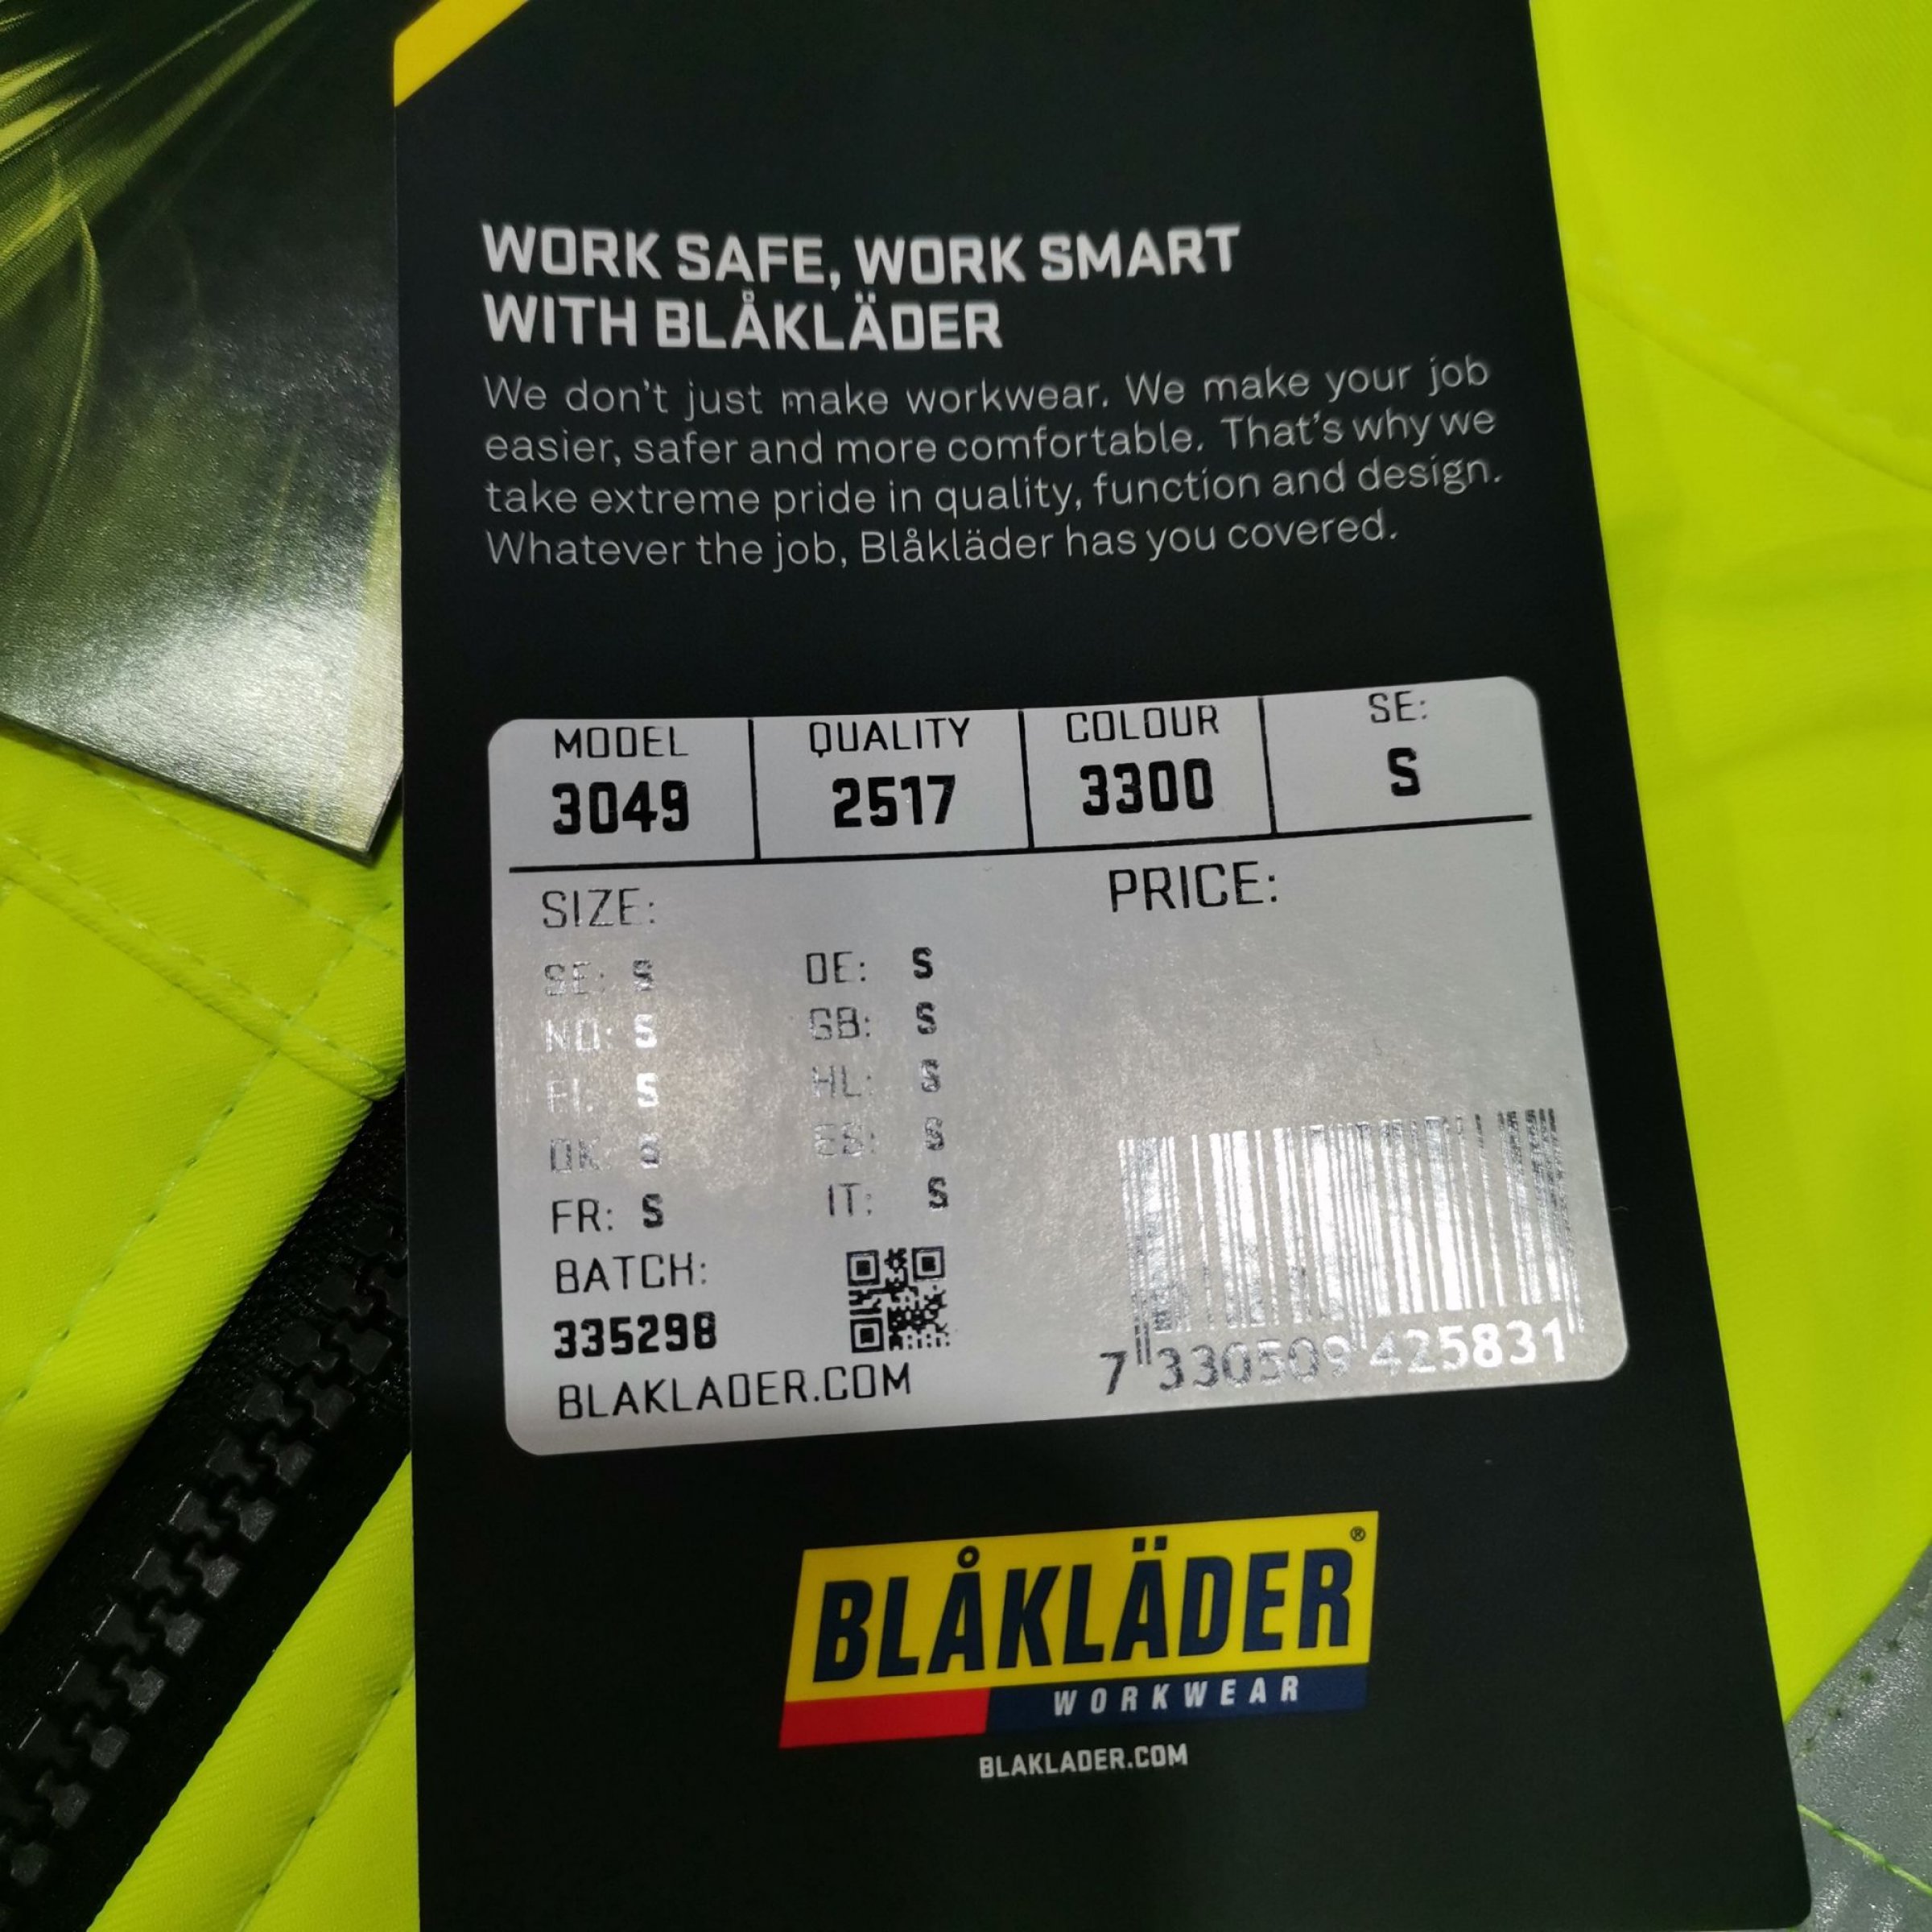 WORK SAFE, WORK SMART
WITH BLÅKLÄDER
We don't just make workwear. We make your job
easier, safer and more comfortable. That's why we
take extreme pride in quality, function and design.
Whatever the job, Blåkläder has you covered.
MODEL QUALITY COLOUR SE:
3049 2517 3300 S
SIZE: PRICE:
SE: S DE: S
NO: S GB: S
FI: S HL: S
DK: S ES: S
FR: S IT: S
BATCH:
335298
BLAKLADER.COM
7 330509 425831
BLÅKLÄDER®
WORKWEAR
BLAKLADER.COM